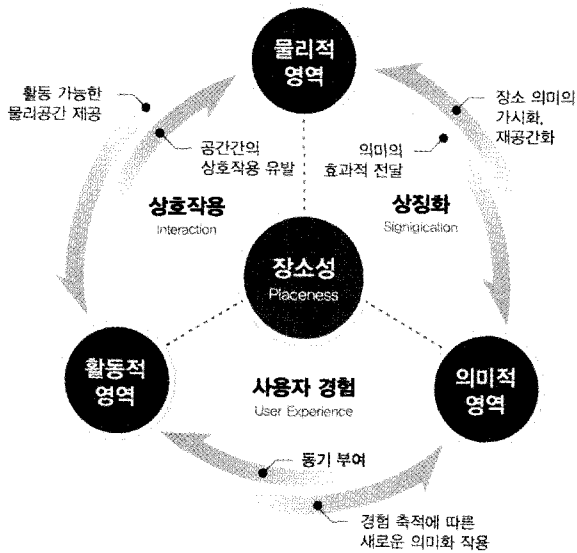 물리적
영역
활동 가능한
물리공간 제공
장소 의미의
가시화,
재공간화
공간간의
상호작용 유발
의미의
효과적 전달
상호작용
Interaction
상징화
Signigication
장소성
Placeness
활동적
영역
사용자 경험
User Experience
의미적
영역
동기 부여
경험 축적에 따른
새로운 의미화 작용